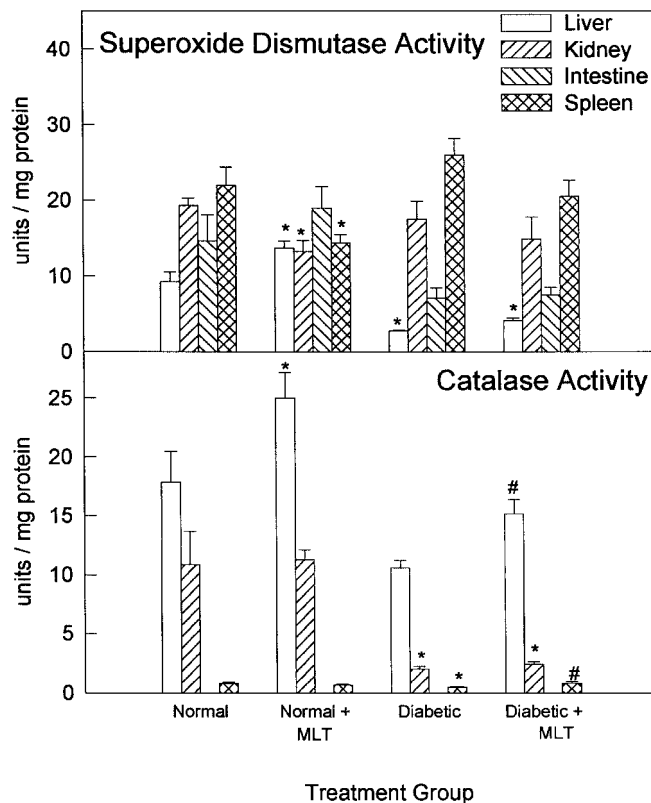 Superoxide Dismutase Activity
Liver
Kidney
Intestine
Spleen
units / mg protein
40
30
20
10
0
* * *
*
*
Catalase Activity
units / mg protein
25
20
15
10
5
0
*
* *
# * #
Normal
Normal + MLT
Diabetic
Diabetic + MLT
Treatment Group